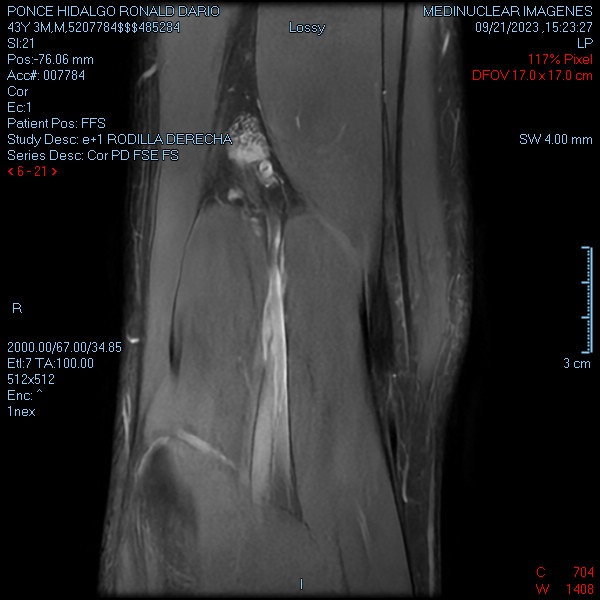 PONCE HIDALGO RONALD DARIO
43Y 3M,M,5207784$$$485284
Sl:21
Pos:-76.06 mm
Acc#: 007784
Cor
Ec:1
Patient Pos: FFS
Study Desc: e+1 RODILLA DERECHA
Series Desc: Cor PD FSE FS
< 6 - 21 >
Lossy
MEDINUCLEAR IMAGENES
09/21/2023 ,15:23:27
LP
117% Pixel
DFOV 17.0 x 17.0 cm
SW 4.00 mm
R
2000.00/67.00/34.85
Etl:7 TA:100.00
512x512
Enc: ^
1nex
3 cm
I
C 704
W 1408